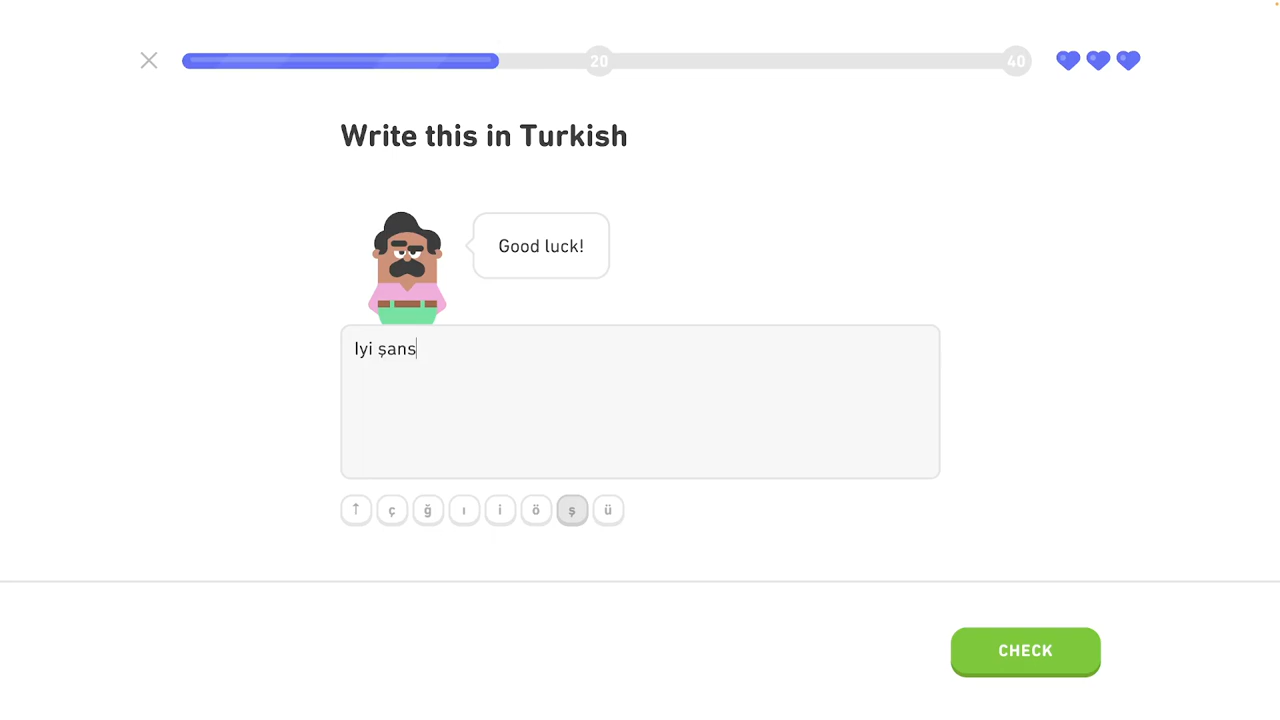 20
40
Write this in Turkish
Good luck!
Iyi şans
↑ ç ğ ı i ö ş ü
CHECK